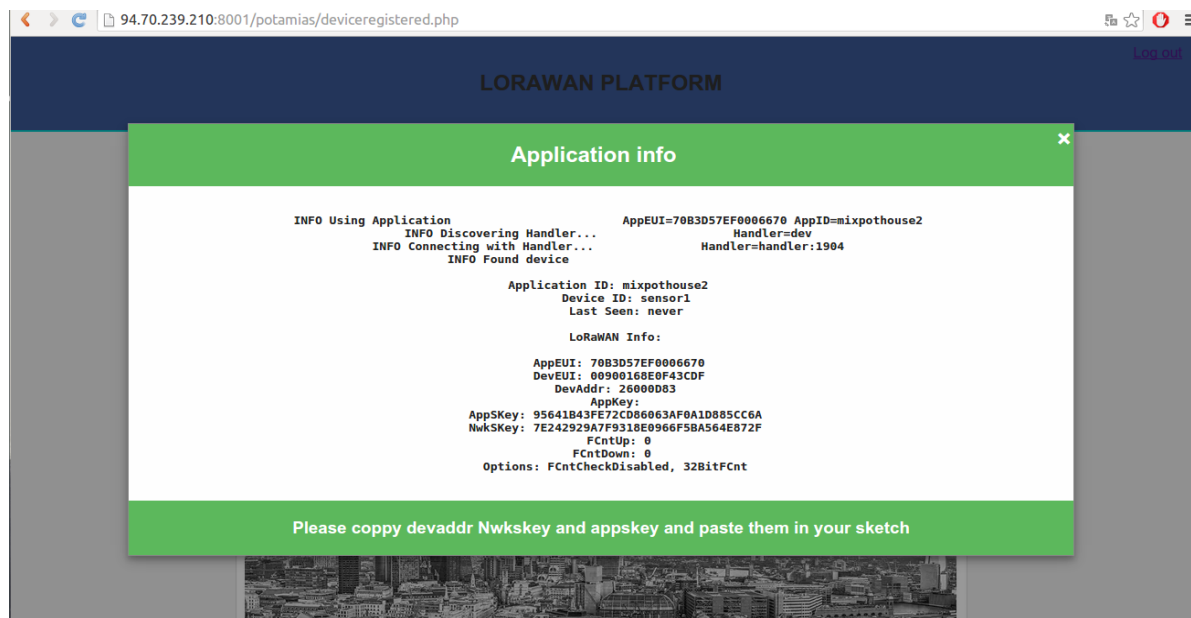 94.70.239.210:8001/potamias/deviceregistered.php
Log out
LORAWAN PLATFORM
Application info
×
INFO Using Application AppEUI=70B3D57EF0006670 AppID=mixpothouse2
INFO Discovering Handler... Handler=dev
INFO Connecting with Handler... Handler=handler:1904
INFO Found device
Application ID: mixpothouse2
Device ID: sensor1
Last Seen: never
LoRaWAN Info:
AppEUI: 70B3D57EF0006670
DevEUI: 00900168E0F43CDF
DevAddr: 26000D83
AppKey:
AppSKey: 95641B43FE72CD86063AF0A1D885CC6A
NwkSKey: 7E242929A7F9318E0966F5BA564E872F
FCntUp: 0
FCntDown: 0
Options: FCntCheckDisabled, 32BitFCnt
Please coppy devaddr Nwkskey and appskey and paste them in your sketch